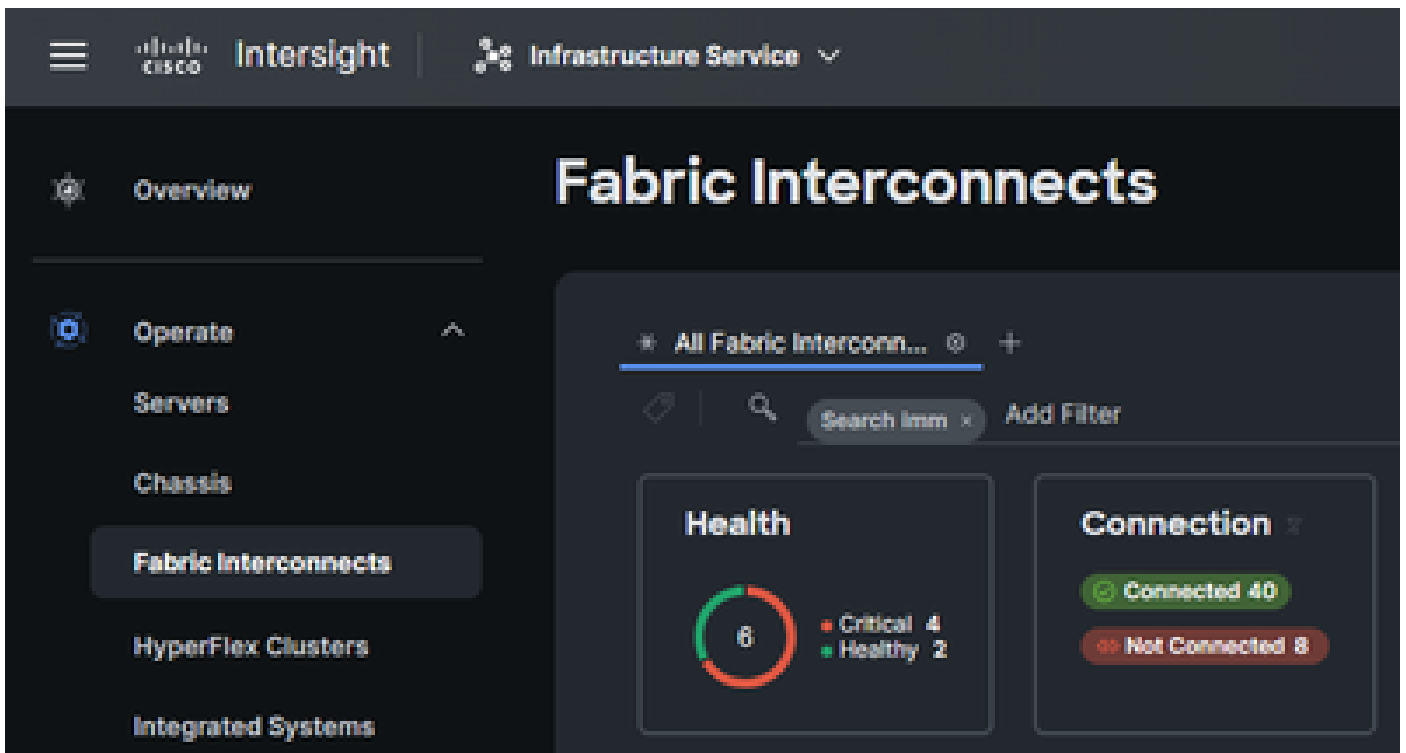 CISCO Intersight Infrastructure Service
Overview
Fabric Interconnects
Operate
All Fabric Interconn...
Servers
Search Imm × Add Filter
Chassis
Health
Connection
Fabric Interconnects
Connected 40
6
Critical 4
Healthy 2
Not Connected 8
HyperFlex Clusters
Integrated Systems